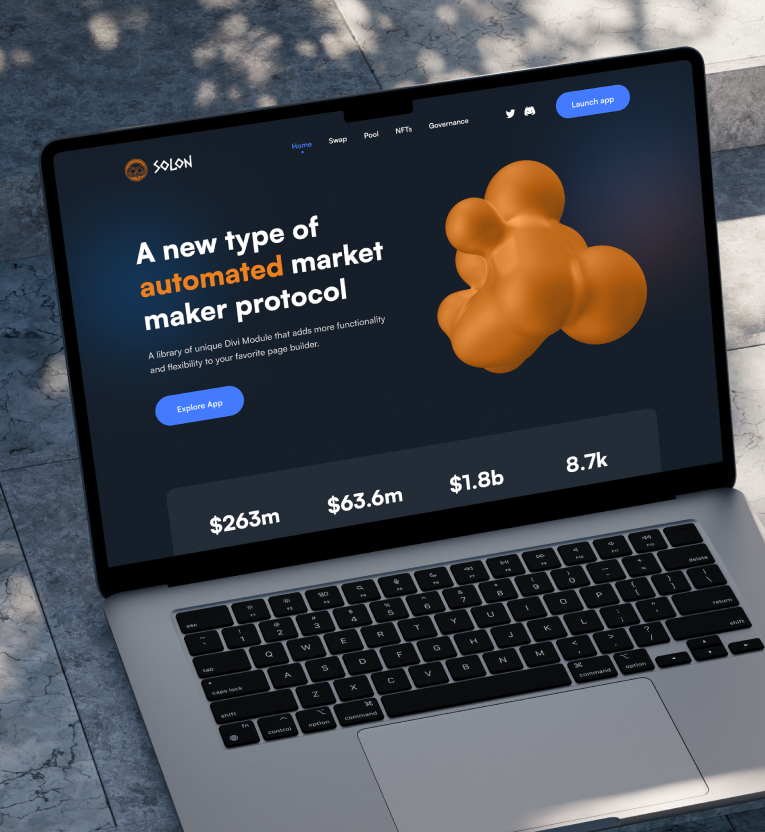 SOLON
Home Swap Pool NFTs Governance
Launch app
A new type of
automated market
maker protocol
A library of unique Divi Module that adds more functionality
and flexibility to your favorite page builder.
Explore App
$263m $63.6m $1.8b 8.7k
esc
delete
tab Q W E R T Y U I O P
return
caps lock A S D F G H J K L
shift Z X C V B N M
shift
fn control option command command option